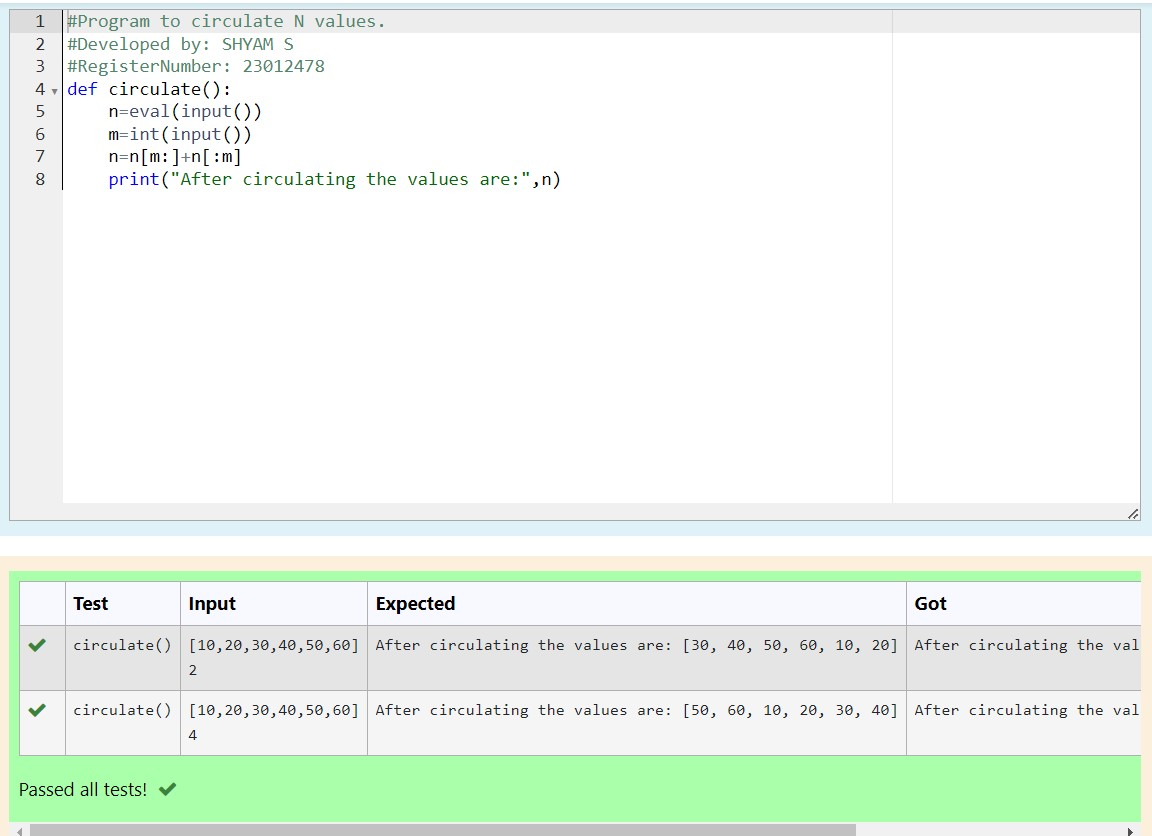 1 #Program to circulate N values.
2 #Developed by: SHYAM S
3 #RegisterNumber: 23012478
4 def circulate():
5     n=eval(input())
6     m=int(input())
7     n=n[m:]+n[:m]
8     print("After circulating the values are:",n)
Test Input Expected Got
circulate() [10,20,30,40,50,60] After circulating the values are: [30, 40, 50, 60, 10, 20] After circulating the val
2
circulate() [10,20,30,40,50,60] After circulating the values are: [50, 60, 10, 20, 30, 40] After circulating the val
4
Passed all tests!